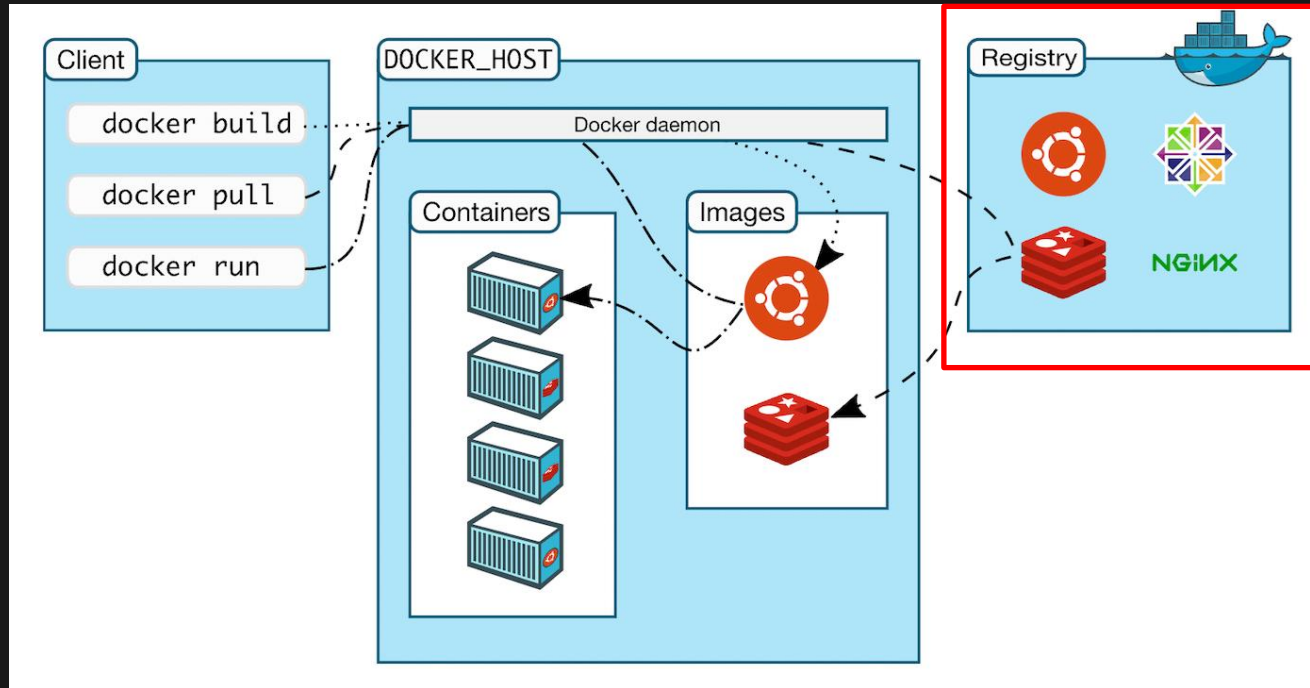 Client
docker build
docker pull
docker run
DOCKER_HOST
Docker daemon
Containers
Images
Registry
NGINX